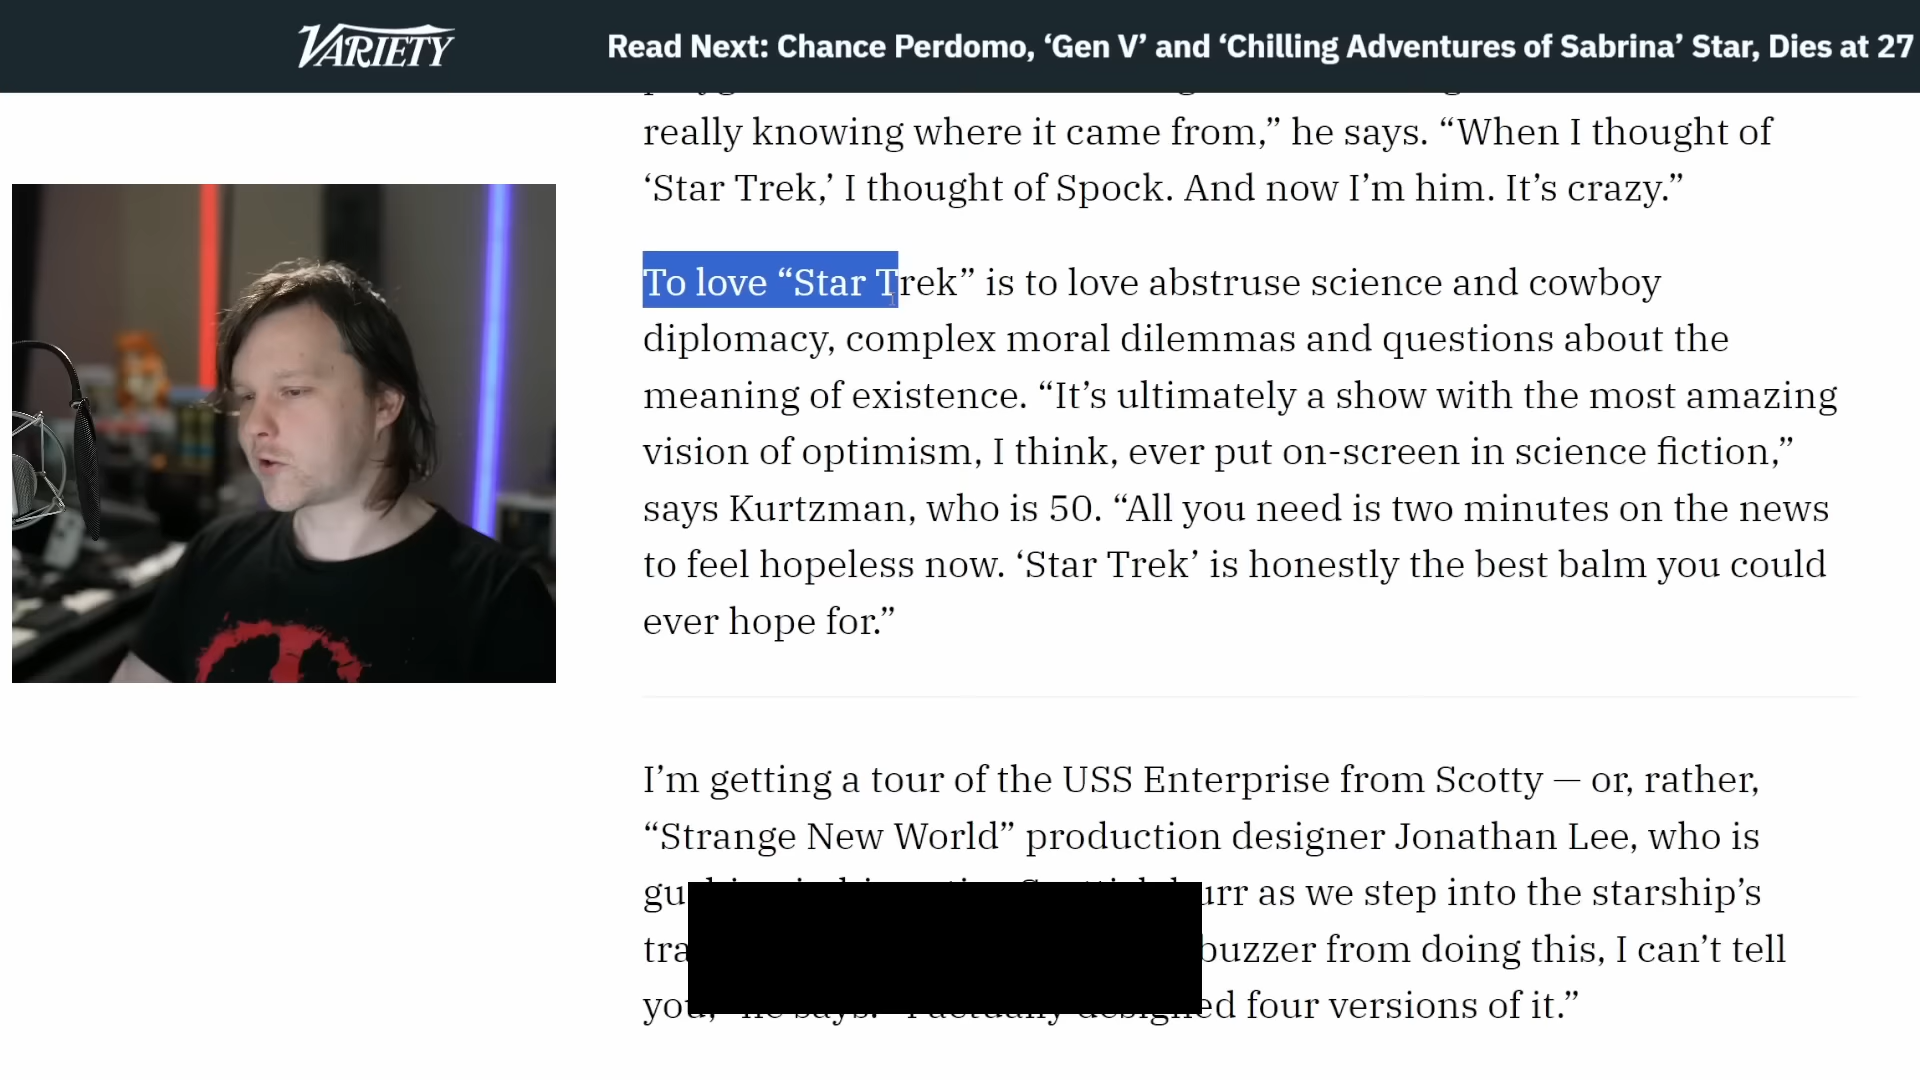 VARIETY
Read Next: Chance Perdomo, ‘Gen V’ and ‘Chilling Adventures of Sabrina’ Star, Dies at 27
really knowing where it came from,” he says. “When I thought of
‘Star Trek,’ I thought of Spock. And now I’m him. It’s crazy.”
To love “Star Trek” is to love abstruse science and cowboy
diplomacy, complex moral dilemmas and questions about the
meaning of existence. “It’s ultimately a show with the most amazing
vision of optimism, I think, ever put on-screen in science fiction,”
says Kurtzman, who is 50. “All you need is two minutes on the news
to feel hopeless now. ‘Star Trek’ is honestly the best balm you could
ever hope for.”
I’m getting a tour of the USS Enterprise from Scotty — or, rather,
“Strange New World” production designer Jonathan Lee, who is
as we step into the starship’s
buzzer from doing this, I can’t tell
you,” he says. “I actually designed four versions of it.”